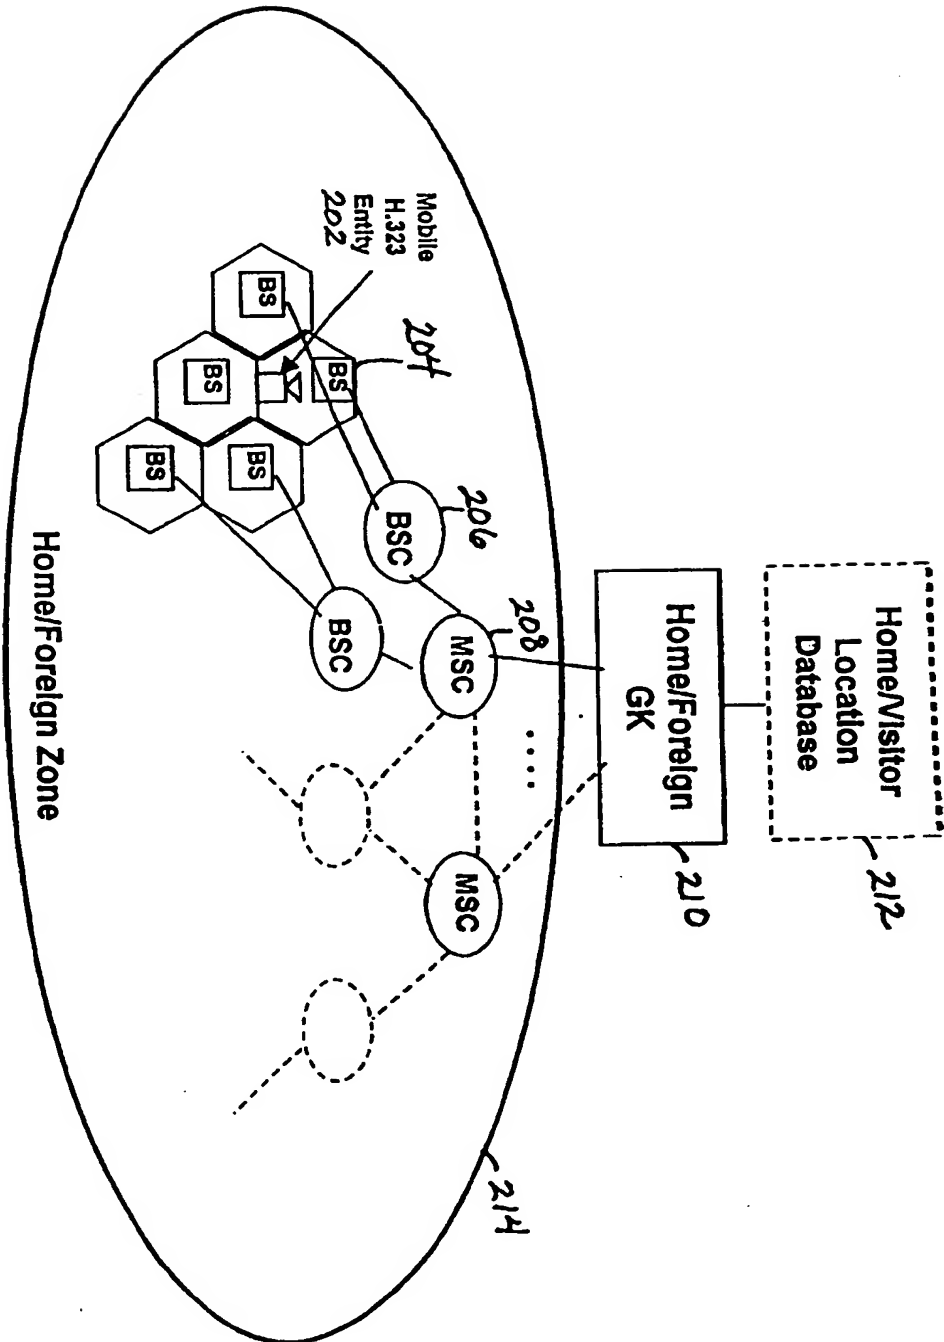 Home/Visitor
Location
Database
212
Home/Foreign
GK
210
208
MSC
MSC
206
BSC
BSC
204
Mobile
H.323
Entity
202
BS
BS
BS
BS
BS
214
Home/Foreign Zone